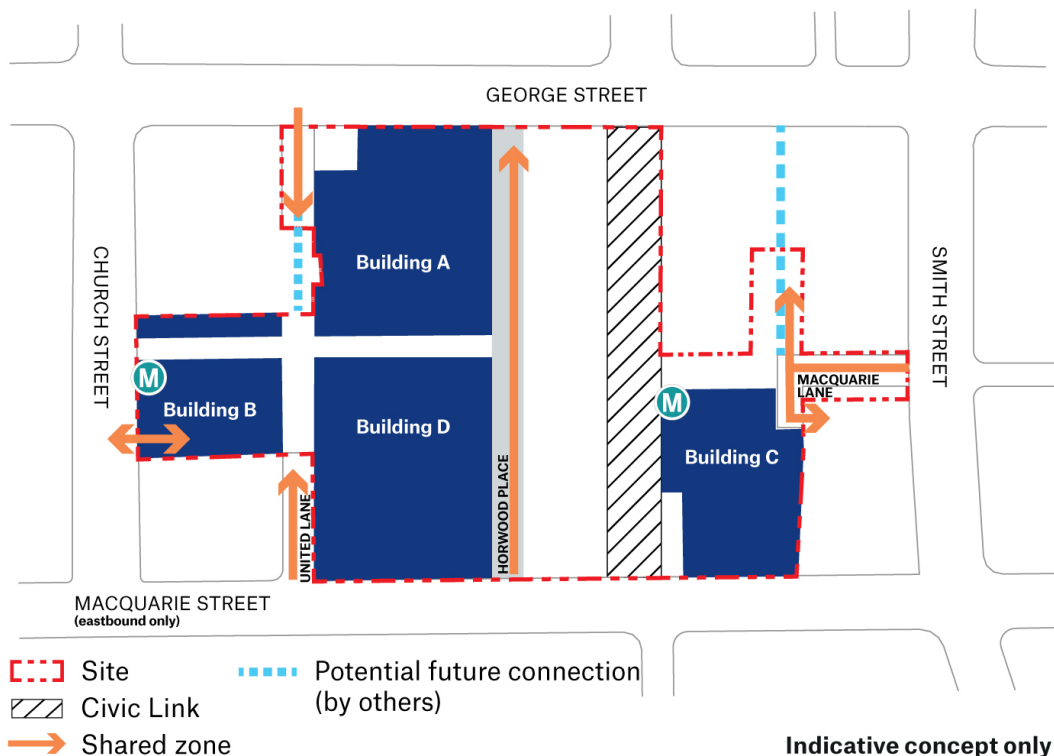 GEORGE STREET
CHURCH STREET
SMITH STREET
Building A
M
Building B
Building D
M
MACQUARIE
LANE
Building C
UNITED LANE
HORWOOD PLACE
MACQUARIE STREET
(eastbound only)
Site
Potential future connection
(by others)
Civic Link
Shared zone
Indicative concept only